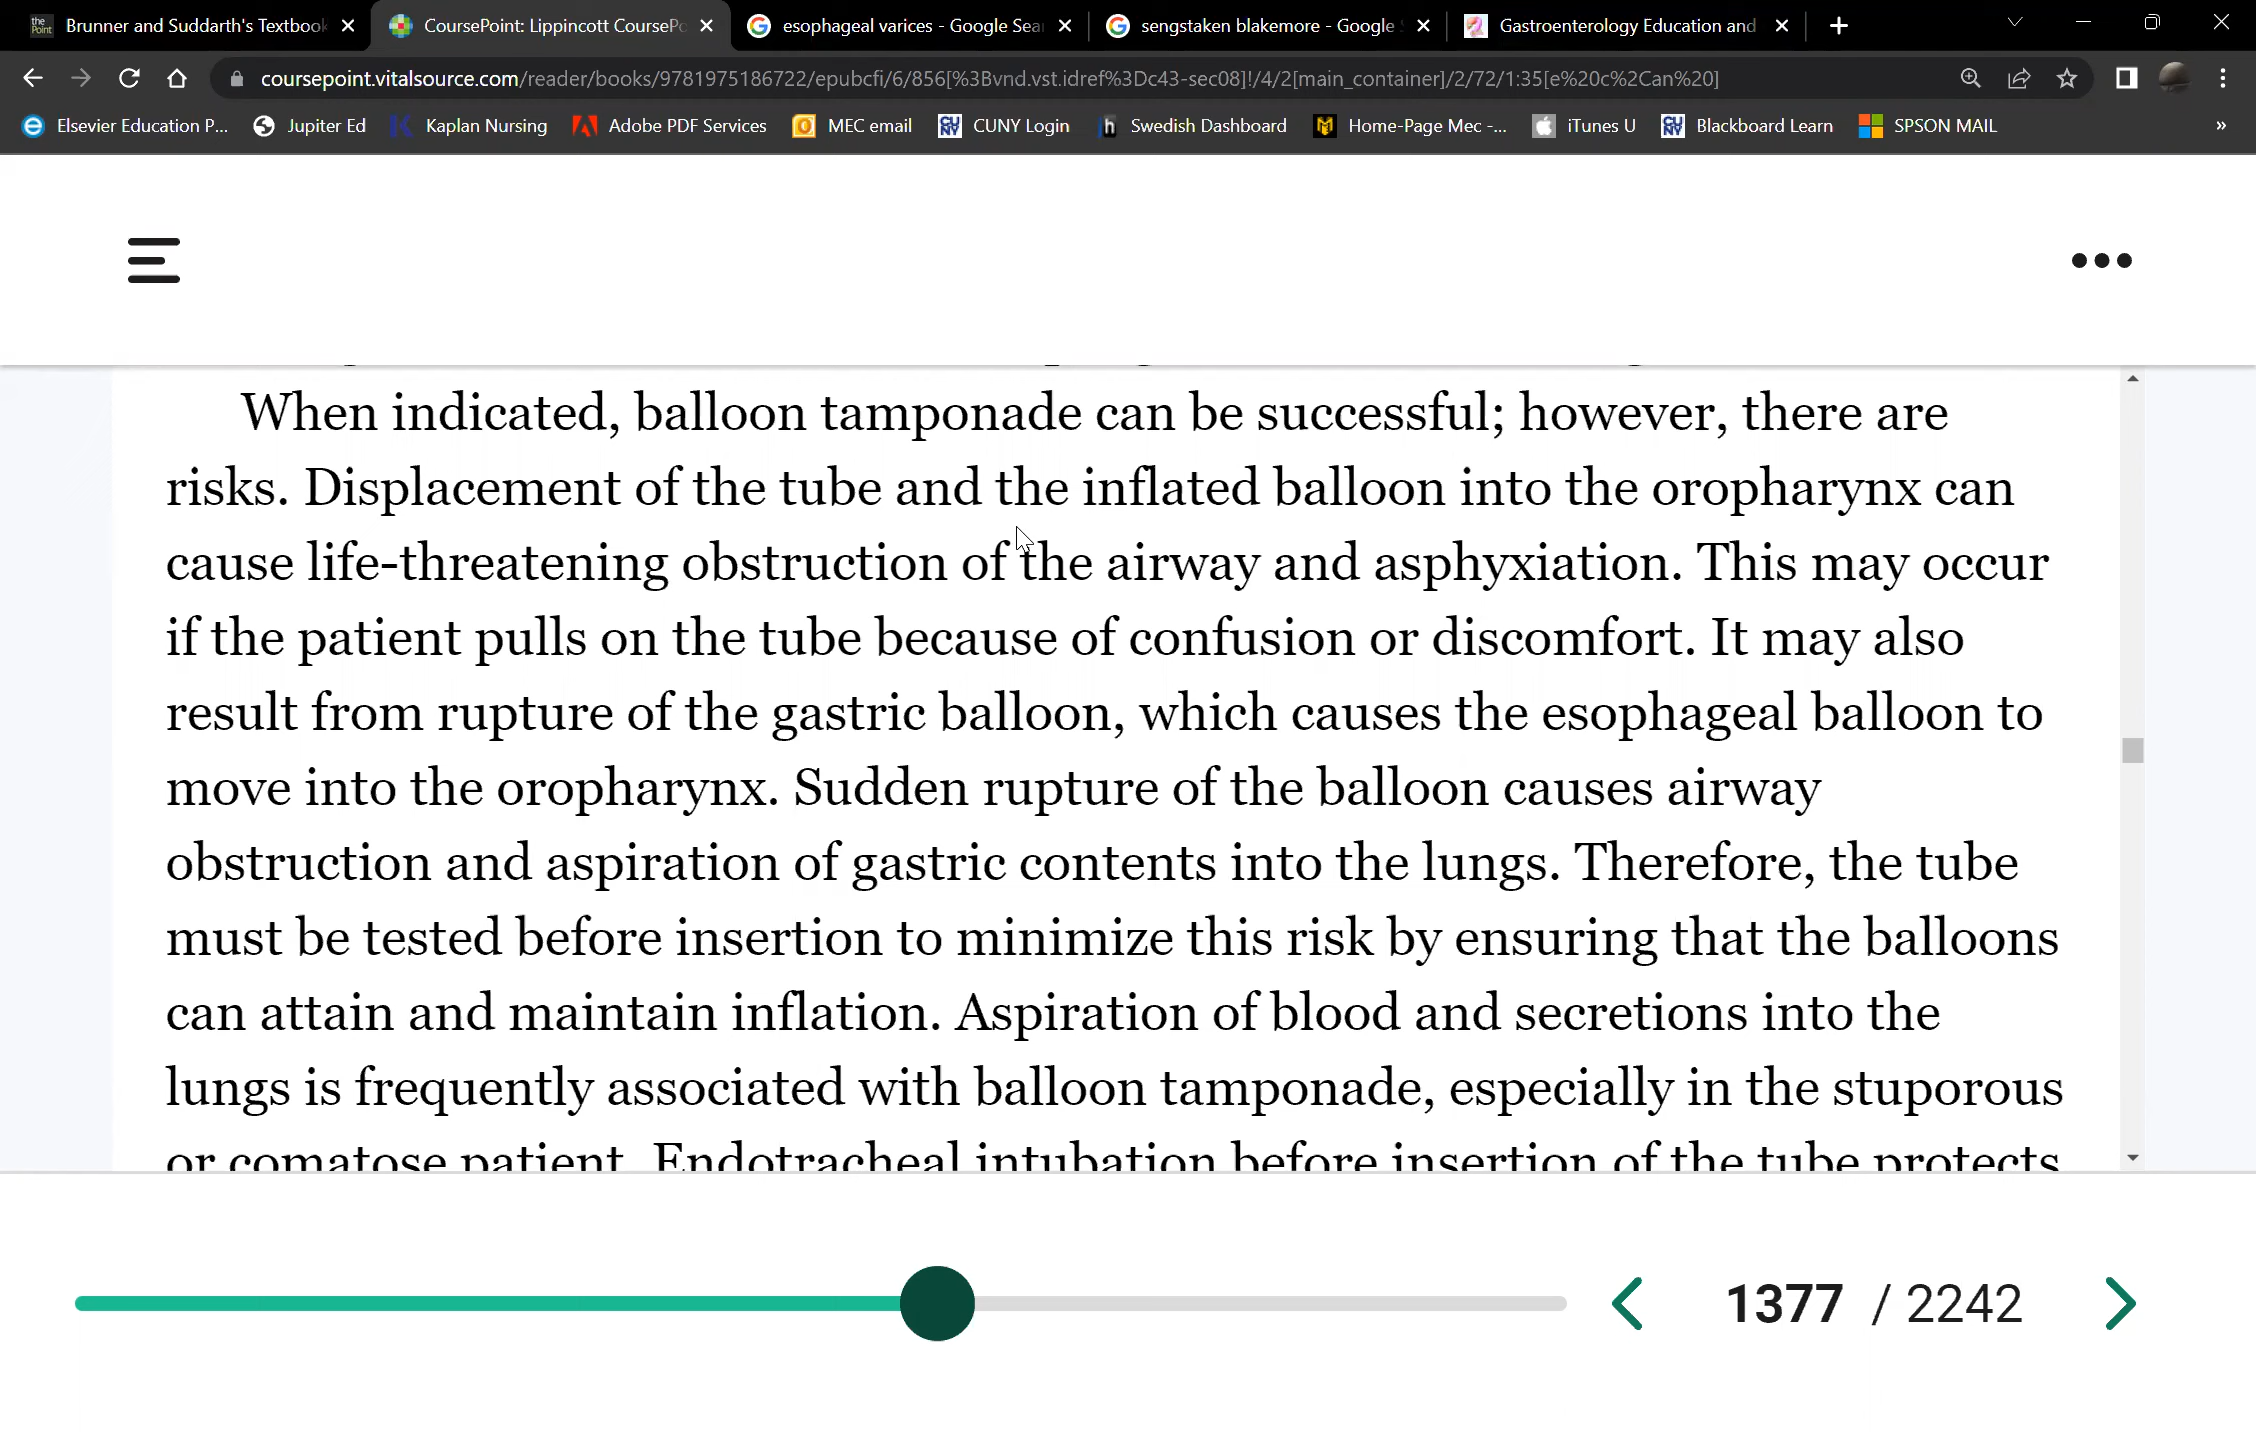 the Point Brunner and Suddarth's Textbook CoursePoint: Lippincott CoursePo esophageal varices - Google Sea sengstaken blakemore - Google Gastroenterology Education and
coursepoint.vitalsource.com/reader/books/9781975186722/epubcfi/6/856[%3Bvnd.vst.idref%3Dc43-sec08]!/4/2[main_container]/2/72/1:35[e%20c%2Can%20]
Elsevier Education P... Jupiter Ed Kaplan Nursing Adobe PDF Services MEC email CUNY Login Swedish Dashboard Home-Page Mec -... iTunes U Blackboard Learn SPSON MAIL »
When indicated, balloon tamponade can be successful; however, there are
risks. Displacement of the tube and the inflated balloon into the oropharynx can
cause life-threatening obstruction of the airway and asphyxiation. This may occur
if the patient pulls on the tube because of confusion or discomfort. It may also
result from rupture of the gastric balloon, which causes the esophageal balloon to
move into the oropharynx. Sudden rupture of the balloon causes airway
obstruction and aspiration of gastric contents into the lungs. Therefore, the tube
must be tested before insertion to minimize this risk by ensuring that the balloons
can attain and maintain inflation. Aspiration of blood and secretions into the
lungs is frequently associated with balloon tamponade, especially in the stuporous
or comatose patient. Endotracheal intubation before insertion of the tube protects
1377 / 2242